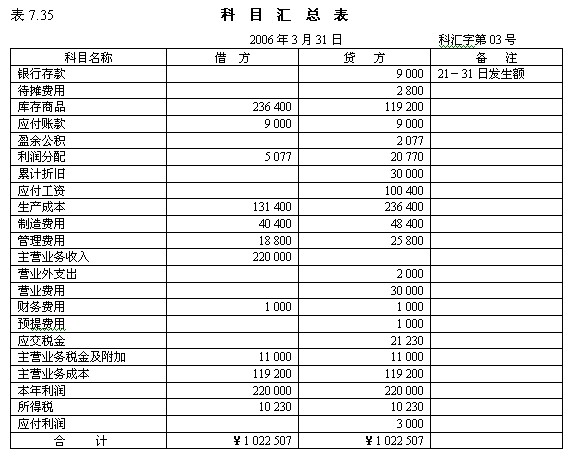 表 7.35 科 目 汇 总 表
2006 年 3 月 31 日 科汇字第 03 号
科目名称 借 方 贷 方 备 注
银行存款 9 000 21－31 日发生额
待摊费用 2 800
库存商品 236 400 119 200
应付账款 9 000 9 000
盈余公积 2 077
利润分配 5 077 20 770
累计折旧 30 000
应付工资 100 400
生产成本 131 400 236 400
制造费用 40 400 48 400
管理费用 18 800 25 800
主营业务收入 220 000
营业外支出 2 000
营业费用 30 000
财务费用 1 000 1 000
预提费用 1 000
应交税金 21 230
主营业务税金及附加 11 000 11 000
主营业务成本 119 200 119 200
本年利润 220 000 220 000
所得税 10 230 10 230
应付利润 3 000
合 计 ￥1 022 507 ￥1 022 507